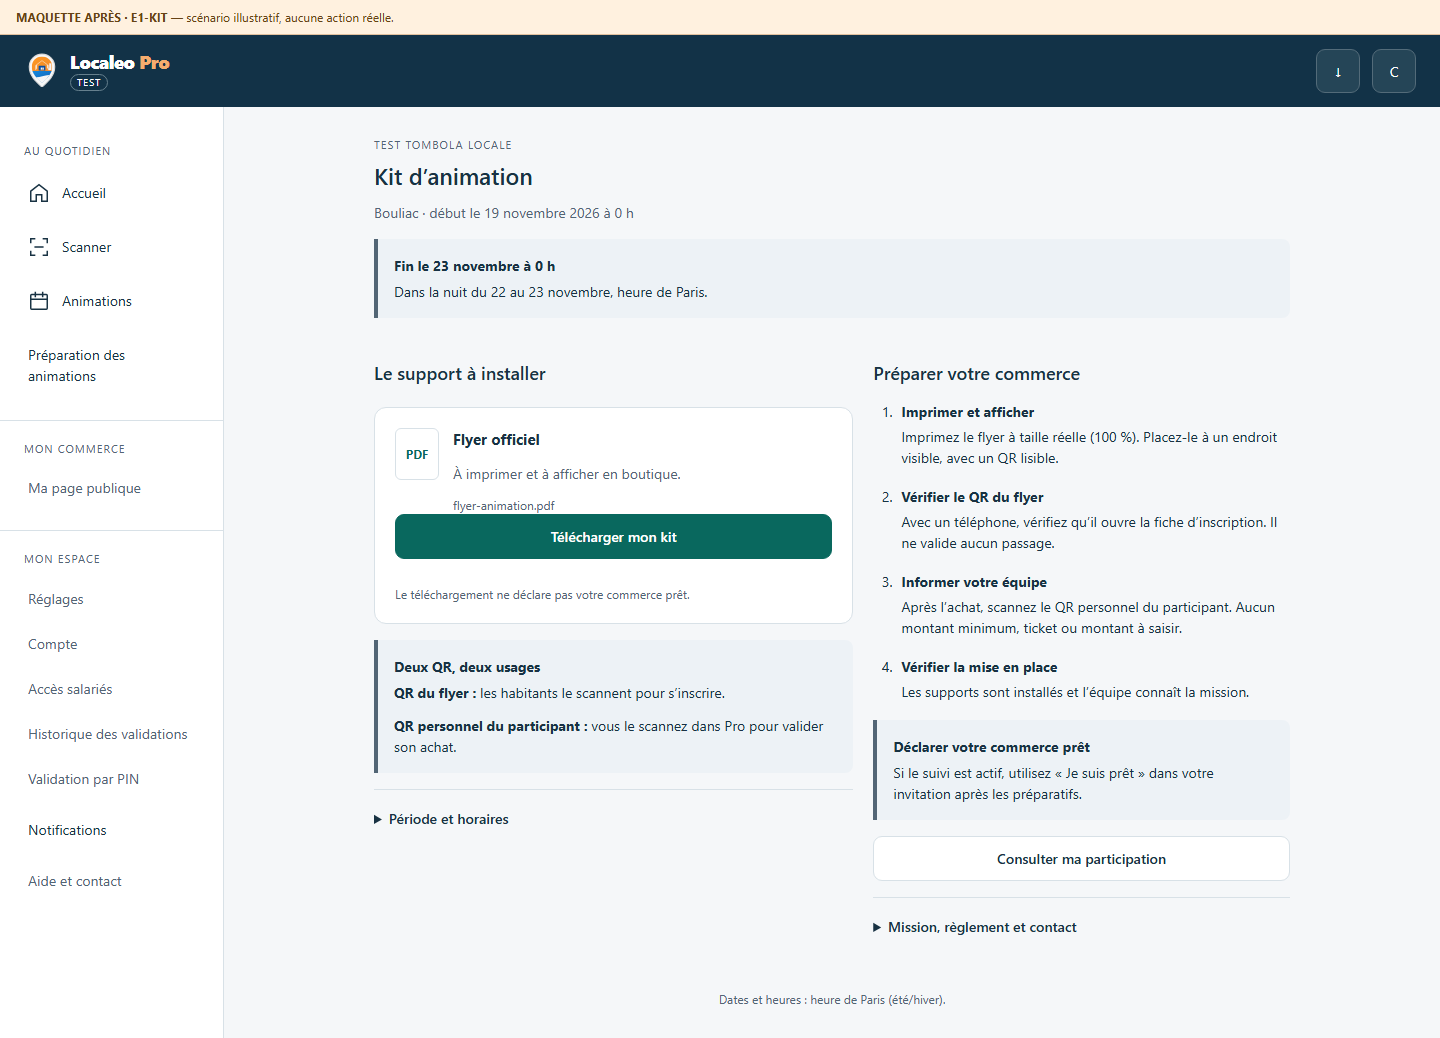 MAQUETTE APRÈS · E1-KIT — scénario illustratif, aucune action réelle.
Localeo Pro
TEST
↓
C
AU QUOTIDIEN
Accueil
Scanner
Animations
Préparation des
animations
MON COMMERCE
Ma page publique
MON ESPACE
Réglages
Compte
Accès salariés
Historique des validations
Validation par PIN
Notifications
Aide et contact
TEST TOMBOLA LOCALE
Kit d’animation
Bouliac · début le 19 novembre 2026 à 0 h
Fin le 23 novembre à 0 h
Dans la nuit du 22 au 23 novembre, heure de Paris.
Le support à installer
PDF
Flyer officiel
À imprimer et à afficher en boutique.
flyer-animation.pdf
Télécharger mon kit
Le téléchargement ne déclare pas votre commerce prêt.
Deux QR, deux usages
QR du flyer : les habitants le scannent pour s’inscrire.
QR personnel du participant : vous le scannez dans Pro pour valider
son achat.
Période et horaires
Préparer votre commerce
1. Imprimer et afficher
Imprimez le flyer à taille réelle (100 %). Placez-le à un endroit
visible, avec un QR lisible.
2. Vérifier le QR du flyer
Avec un téléphone, vérifiez qu’il ouvre la fiche d’inscription. Il
ne valide aucun passage.
3. Informer votre équipe
Après l’achat, scannez le QR personnel du participant. Aucun
montant minimum, ticket ou montant à saisir.
4. Vérifier la mise en place
Les supports sont installés et l’équipe connaît la mission.
Déclarer votre commerce prêt
Si le suivi est actif, utilisez « Je suis prêt » dans votre
invitation après les préparatifs.
Consulter ma participation
Mission, règlement et contact
Dates et heures : heure de Paris (été/hiver).